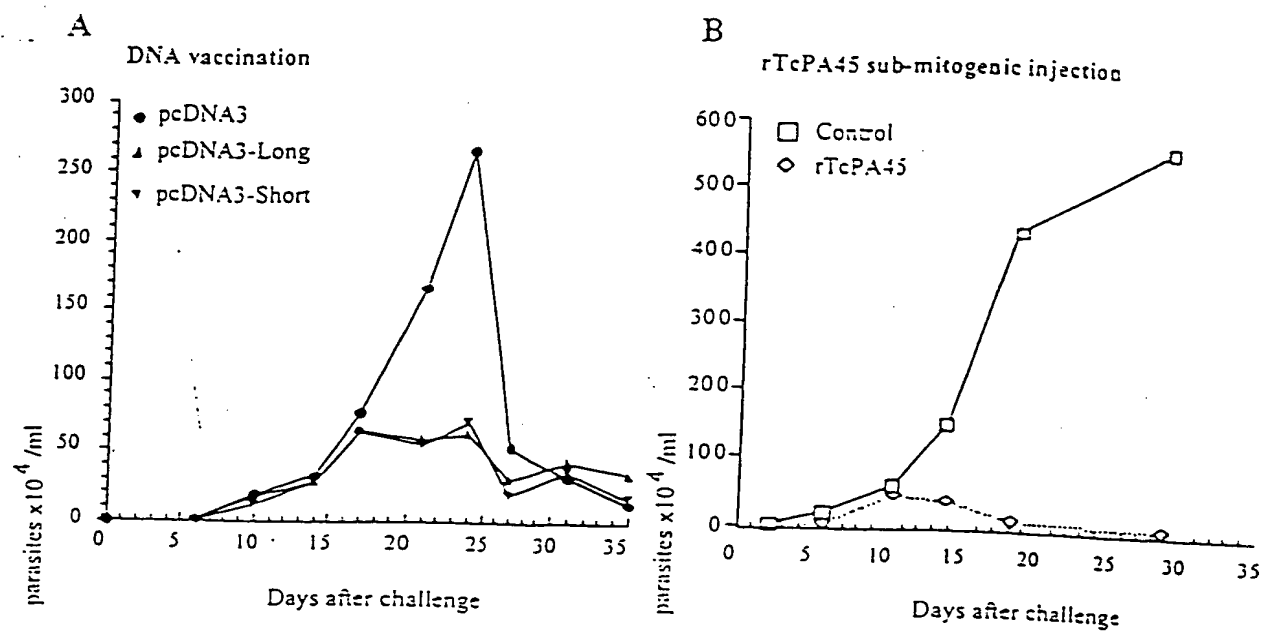 A
DNA vaccination
300
250
200
150
100
50
0
pcDNA3
pcDNA3-Long
pcDNA3-Short
0 5 10 15 20 25 30 35
parasites x10^4 /ml
Days after challenge
B
rTcPA45 sub-mitogenic injection
600
500
400
300
200
100
0
Control
rTcPA45
0 5 10 15 20 25 30 35
parasites x10^4 /ml
Days after challenge